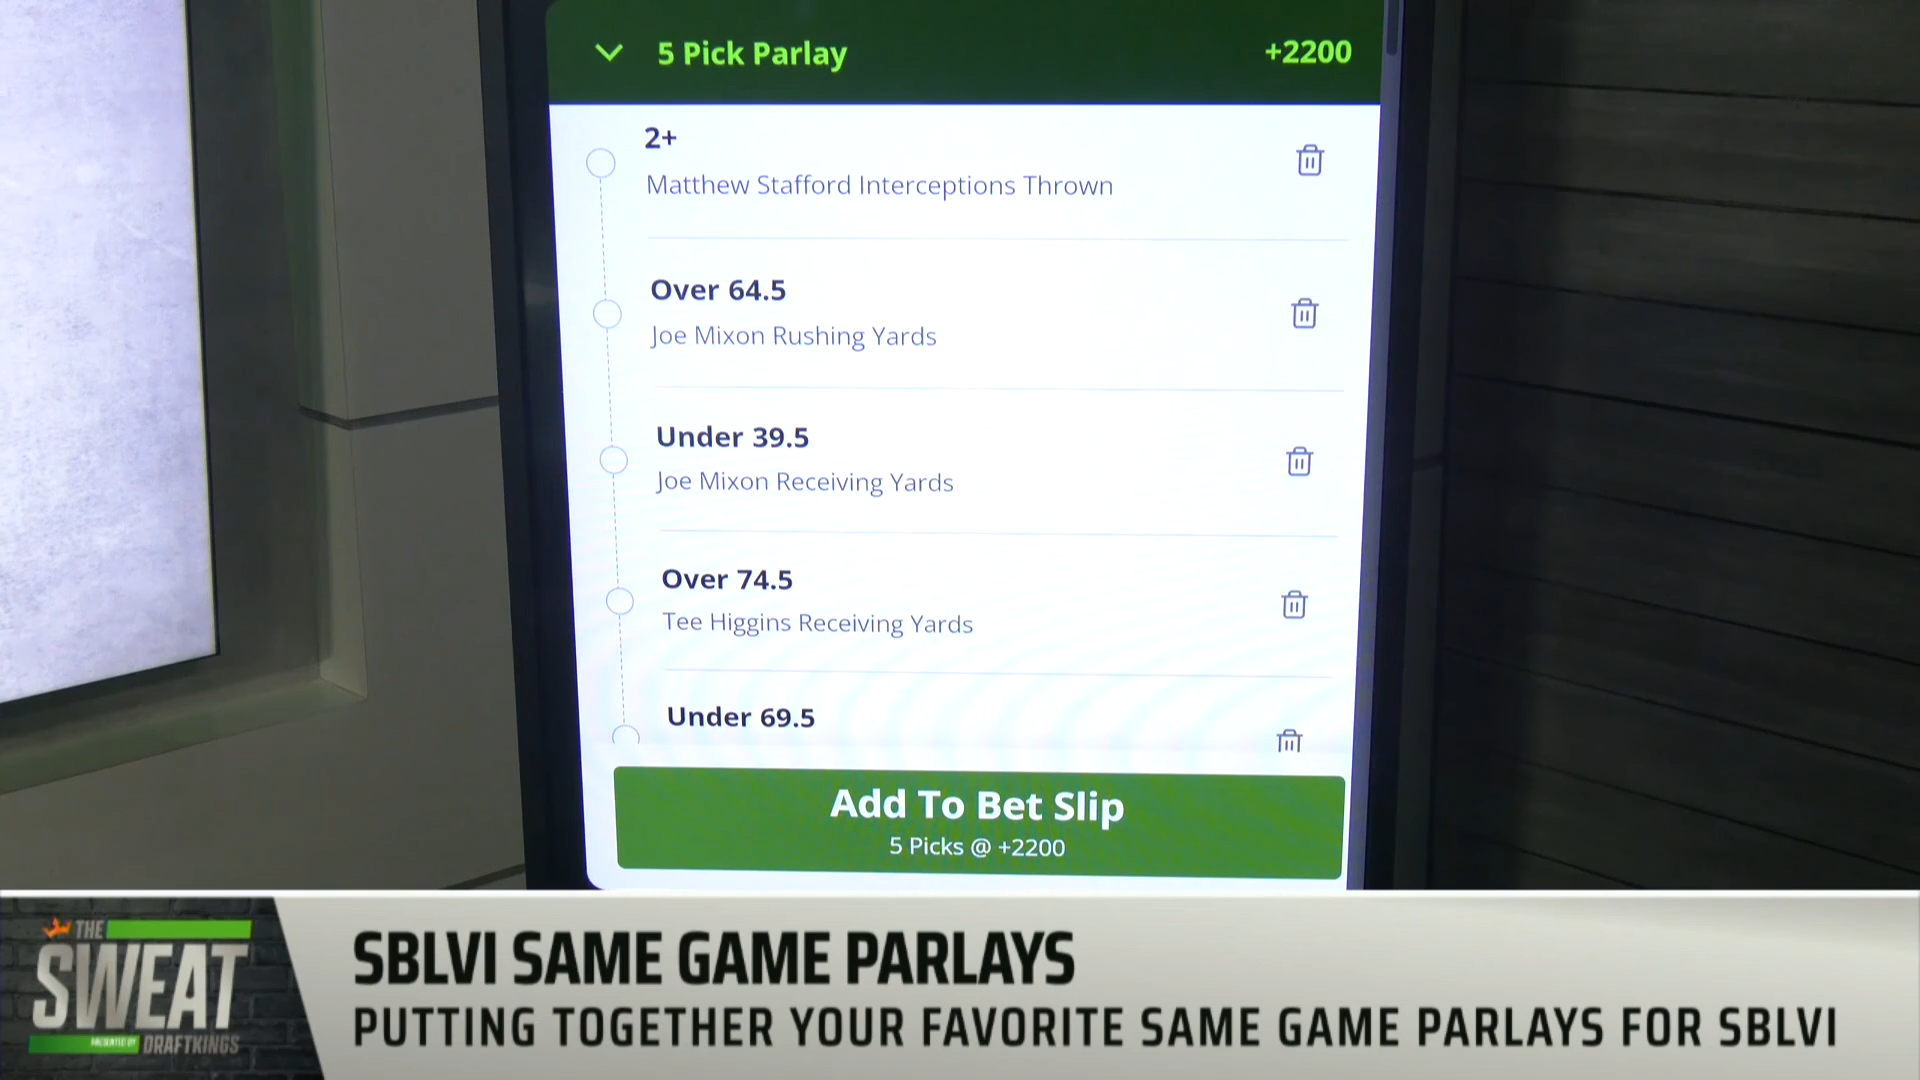 5 Pick Parlay +2200
2+
Matthew Stafford Interceptions Thrown
Over 64.5
Joe Mixon Rushing Yards
Under 39.5
Joe Mixon Receiving Yards
Over 74.5
Tee Higgins Receiving Yards
Under 69.5
Add To Bet Slip
5 Picks @ +2200
THE
SWEAT
PRESENTED BY DRAFTKINGS
SBLVI SAME GAME PARLAYS
PUTTING TOGETHER YOUR FAVORITE SAME GAME PARLAYS FOR SBLVI